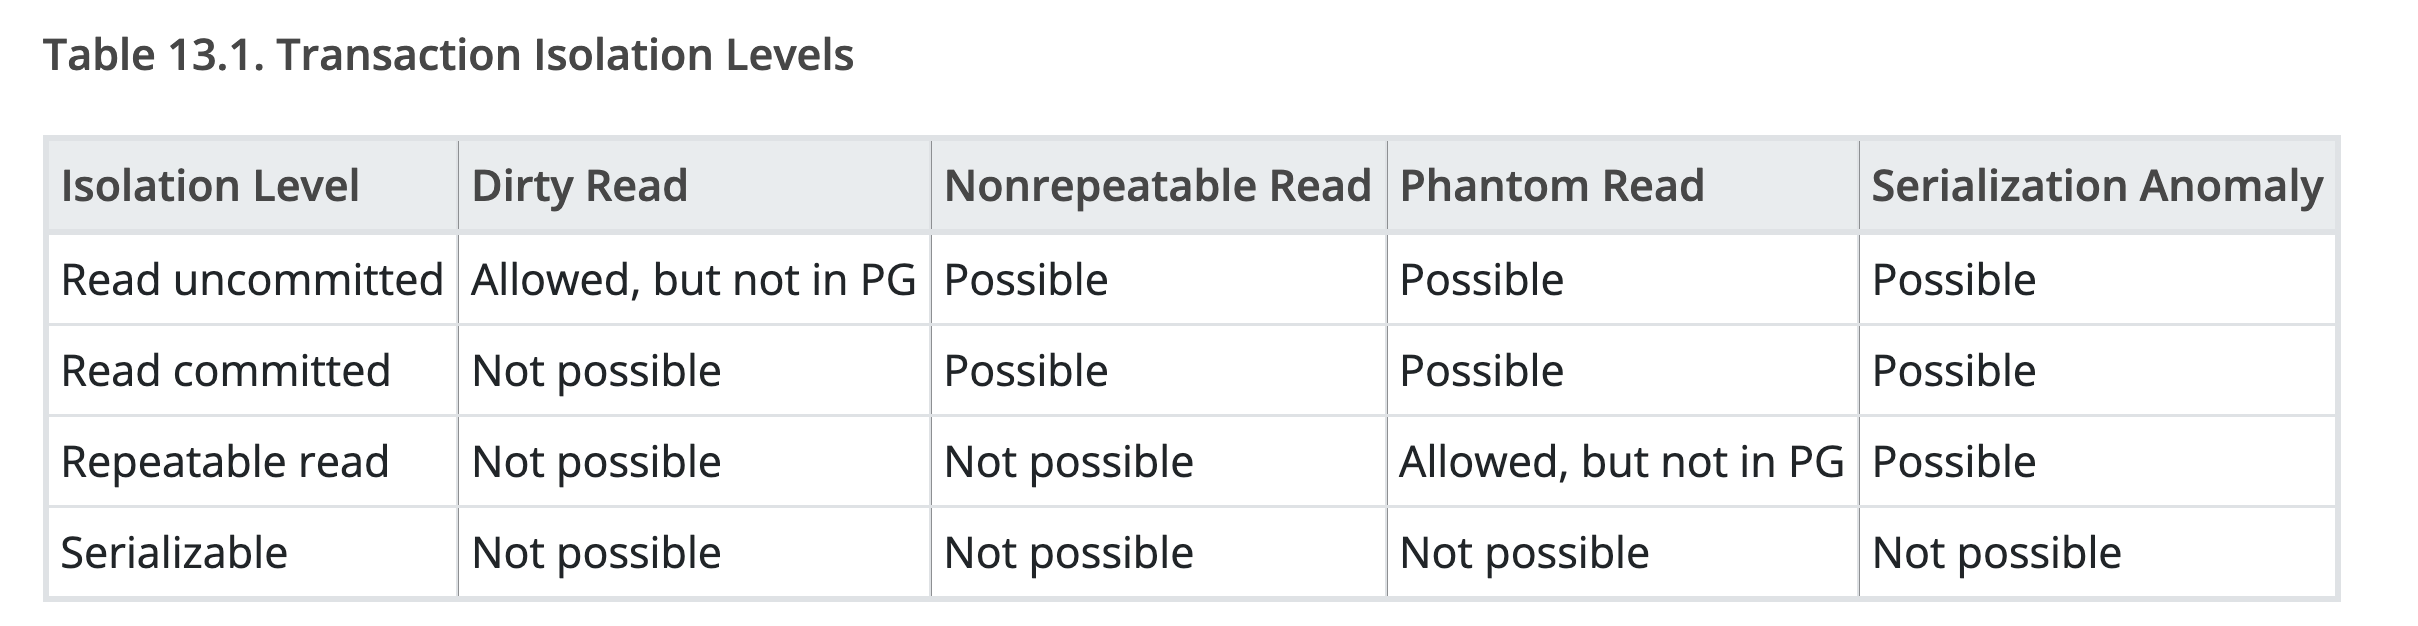 Table 13.1. Transaction Isolation Levels
Isolation Level Dirty Read Nonrepeatable Read Phantom Read Serialization Anomaly
Read uncommitted Allowed, but not in PG Possible Possible Possible
Read committed Not possible Possible Possible Possible
Repeatable read Not possible Not possible Allowed, but not in PG Possible
Serializable Not possible Not possible Not possible Not possible